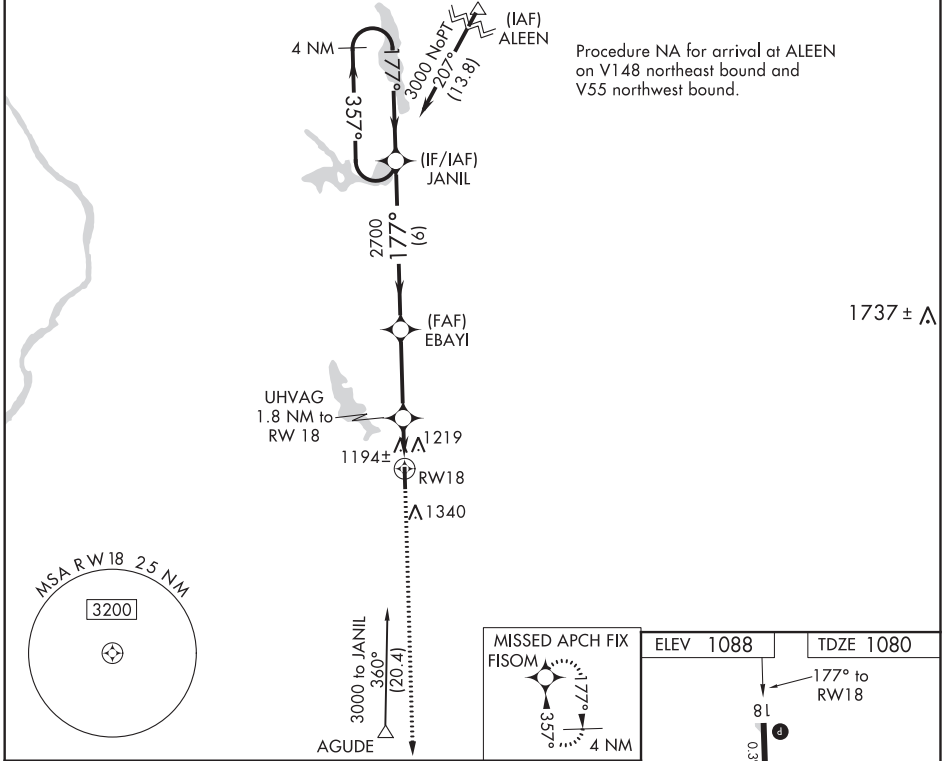 (IAF)
ALEEN
3000 NoPT
207°
(13.8)
4 NM
177°
357°
Procedure NA for arrival at ALEEN
on V148 northeast bound and
V55 northwest bound.
(IF/IAF)
JANIL
2700
177°
(6)
1737 ±
(FAF)
EBAYI
UHVAG
1.8 NM to
RW 18
1219
1194±
RW18
1340
MSA RW18 25 NM
3200
3000 to JANIL
360°
(20.4)
AGUDE
MISSED APCH FIX
FISOM
177°
357°
4 NM
ELEV 1088
TDZE 1080
177° to
RW18
18
P